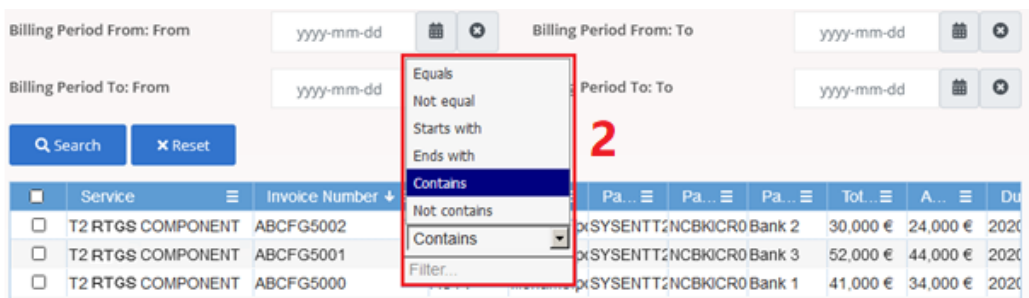 Billing Period From: From yyyy-mm-dd Billing Period From: To yyyy-mm-dd
Equals
Billing Period To: From yyyy-mm-dd Period To: To yyyy-mm-dd
Not equal
Starts with
2
Search Reset
Ends with
Contains
Service Invoice Number Pa... Pa... Pa... Tot... A... Du
Not contains
T2 RTGS COMPONENT ABCFG5002 SYSENTT2 NCBKICR0 Bank 2 30,000 € 24,000 € 2020
Contains
T2 RTGS COMPONENT ABCFG5001 SYSENTT2 NCBKICR0 Bank 3 52,000 € 44,000 € 2020
Filter...
T2 RTGS COMPONENT ABCFG5000 SYSENTT2 NCBKICR0 Bank 1 41,000 € 34,000 € 2020